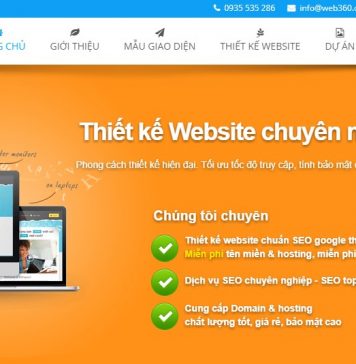 0935 535 286 info@web360.
G CHỦ GIỚI THIỆU MẪU GIAO DIỆN THIẾT KẾ WEBSITE DỰ ÁN
Thiết kế Website chuyên n
Phong cách thiết kế hiện đại. Tối ưu tốc độ truy cập, tính bảo mật
monitors
on laptops
Chúng tôi chuyên
Thiết kế website chuẩn SEO google th
Miễn phí tên miền & hosting, miễn phí
Dịch vụ SEO chuyên nghiệp - SEO top
Cung cấp Domain & hosting
chất lượng tốt, giá rẻ, bảo mật cao